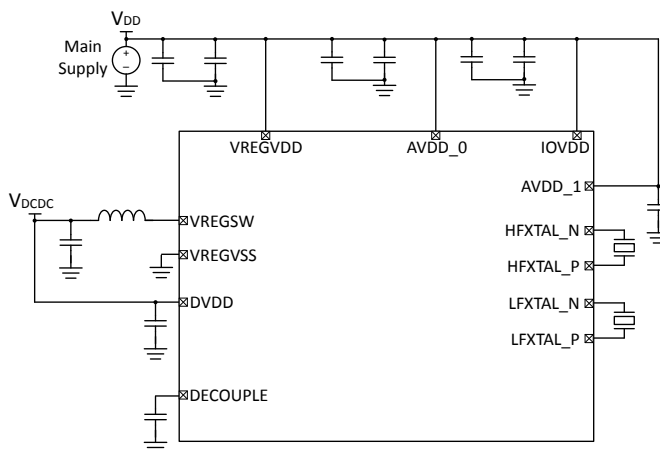 VDD
Main
Supply
+
−
VREGVDD
AVDD_0
IOVDD
AVDD_1
VDCDC
VREGSW
HFXTAL_N
VREGVSS
HFXTAL_P
DVDD
LFXTAL_N
LFXTAL_P
DECOUPLE